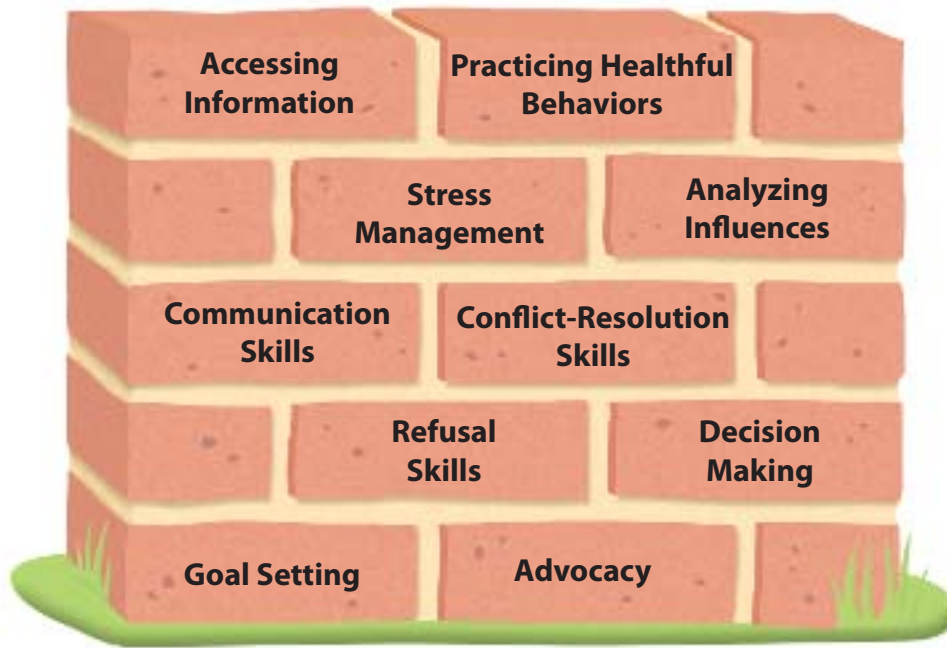 Accessing
Information
Practicing Healthful
Behaviors
Stress
Management
Analyzing
Influences
Communication
Skills
Conflict-Resolution
Skills
Refusal
Skills
Decision
Making
Goal Setting
Advocacy